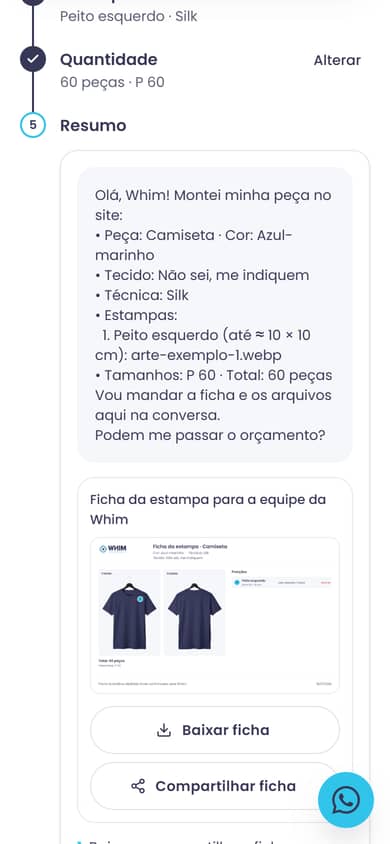 Peito esquerdo · Silk
Quantidade
Alterar
60 peças · P 60
5
Resumo
Olá, Whim! Montei minha peça no
site:
• Peça: Camiseta · Cor: Azul-
marinho
• Tecido: Não sei, me indiquem
• Técnica: Silk
• Estampas:
1. Peito esquerdo (até ≈ 10 × 10
cm): arte-exemplo-1.webp
• Tamanhos: P 60 · Total: 60 peças
Vou mandar a ficha e os arquivos
aqui na conversa.
Podem me passar o orçamento?
Ficha da estampa para a equipe da
Whim
WHIM
Ficha da estampa · Camiseta
Baixar ficha
Compartilhar ficha